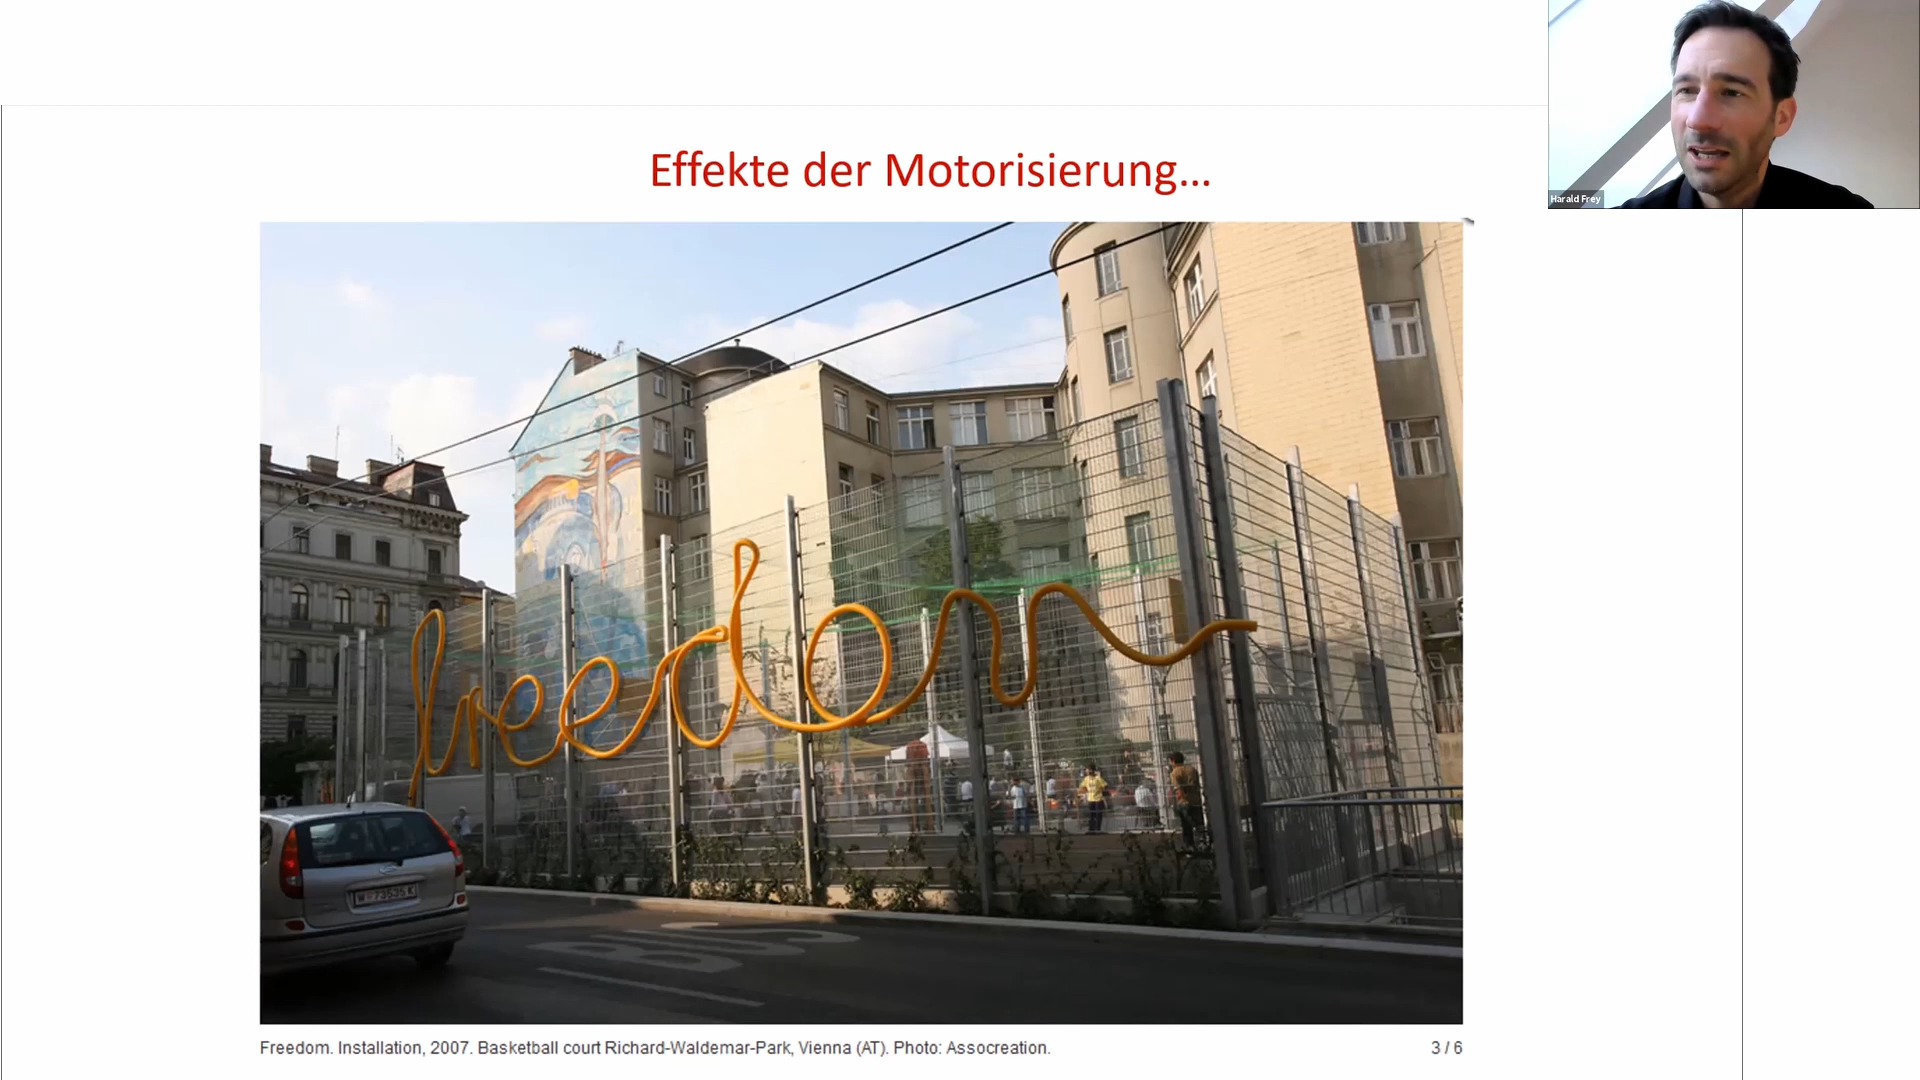 Harald Frey
Effekte der Motorisierung...
freedom
BUS
W-73535K
Freedom. Installation, 2007. Basketball court Richard-Waldemar-Park, Vienna (AT). Photo: Assocreation.
3 / 6